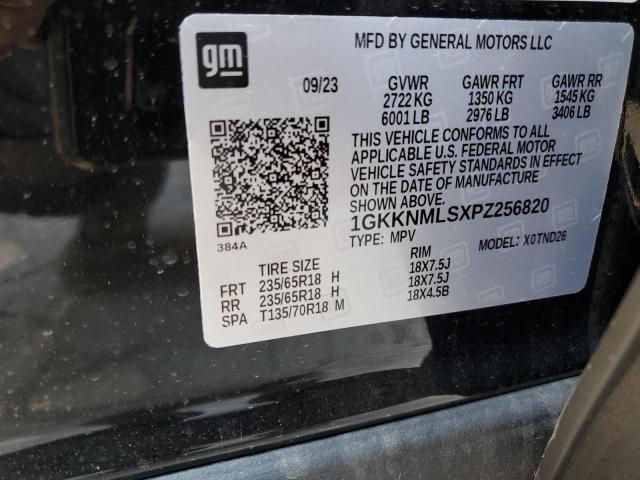 gm
MFD BY GENERAL MOTORS LLC
09/23 GVWR GAWR FRT GAWR RR
2722 KG 1350 KG 1545 KG
6001 LB 2976 LB 3406 LB
THIS VEHICLE CONFORMS TO ALL
APPLICABLE U.S. FEDERAL MOTOR
VEHICLE SAFETY STANDARDS IN EFFECT
ON THE DATE OF MANUFACTURE
SHOWN ABOVE.
1GKKNMLSXPZ256820
384A
TYPE: MPV MODEL: X0TND26
TIRE SIZE RIM
FRT 235/65R18 H 18X7.5J
RR 235/65R18 H 18X7.5J
SPA T135/70R18 M 18X4.5B